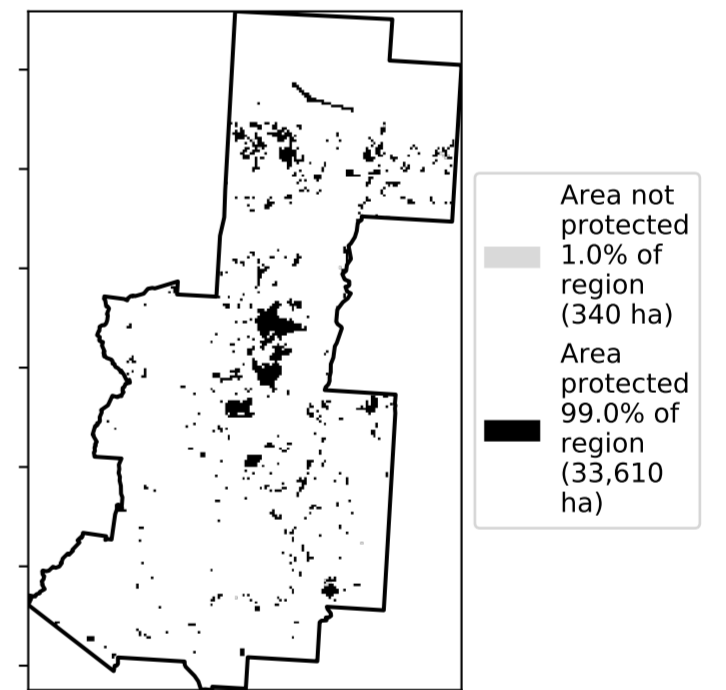 Area not
protected
1.0% of
region
(340 ha)
Area
protected
99.0% of
region
(33,610
ha)